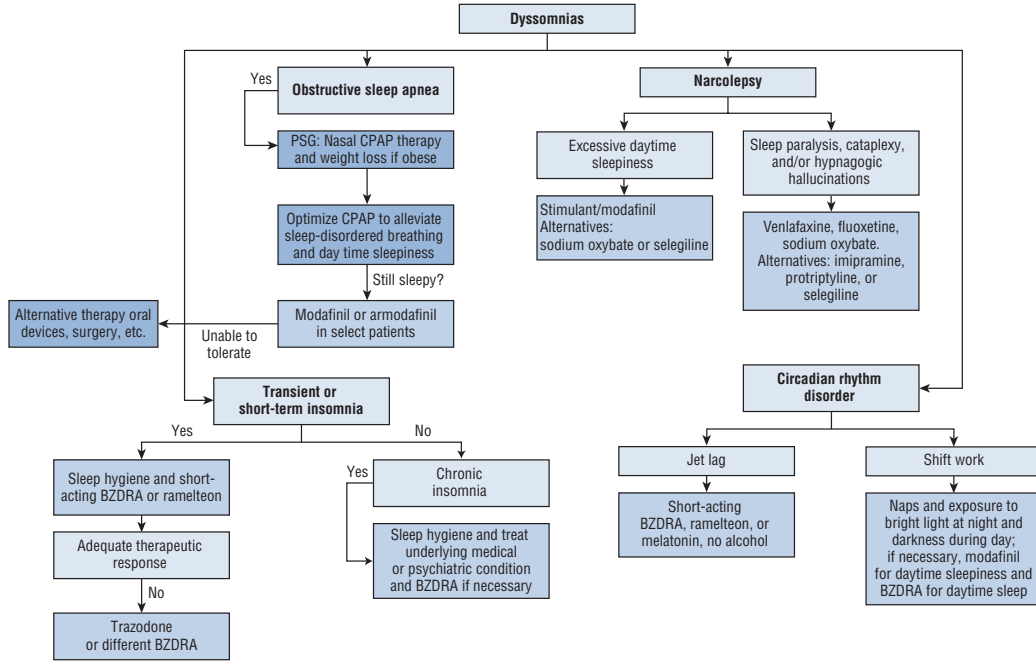 Dyssomnias
Yes
Obstructive sleep apnea
PSG: Nasal CPAP therapy
and weight loss if obese
Optimize CPAP to alleviate
sleep-disordered breathing
and day time sleepiness
Still sleepy?
Modafinil or armodafinil
in select patients
Unable to
tolerate
Alternative therapy oral
devices, surgery, etc.
Narcolepsy
Excessive daytime
sleepiness
Stimulant/modafinil
Alternatives:
sodium oxybate or selegiline
Sleep paralysis, cataplexy,
and/or hypnagogic
hallucinations
Venlafaxine, fluoxetine,
sodium oxybate.
Alternatives: imipramine,
protriptyline, or
selegiline
Transient or
short-term insomnia
Yes
No
Sleep hygiene and short-
acting BZDRA or ramelteon
Adequate therapeutic
response
No
Trazodone
or different BZDRA
Yes
Chronic
insomnia
Sleep hygiene and treat
underlying medical
or psychiatric condition
and BZDRA if necessary
Circadian rhythm
disorder
Jet lag
Short-acting
BZDRA, ramelteon, or
melatonin, no alcohol
Shift work
Naps and exposure to
bright light at night and
darkness during day;
if necessary, modafinil
for daytime sleepiness and
BZDRA for daytime sleep